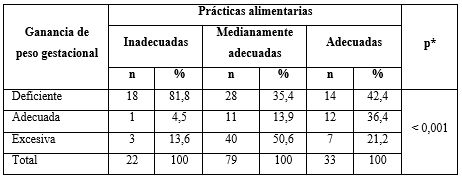 Ganancia de peso gestacional
Prácticas alimentarias
p*
Inadecuadas
Medianamente adecuadas
Adecuadas
n % n % n %
Deficiente 18 81,8 28 35,4 14 42,4
Adecuada 1 4,5 11 13,9 12 36,4
Excesiva 3 13,6 40 50,6 7 21,2
Total 22 100 79 100 33 100
< 0,001